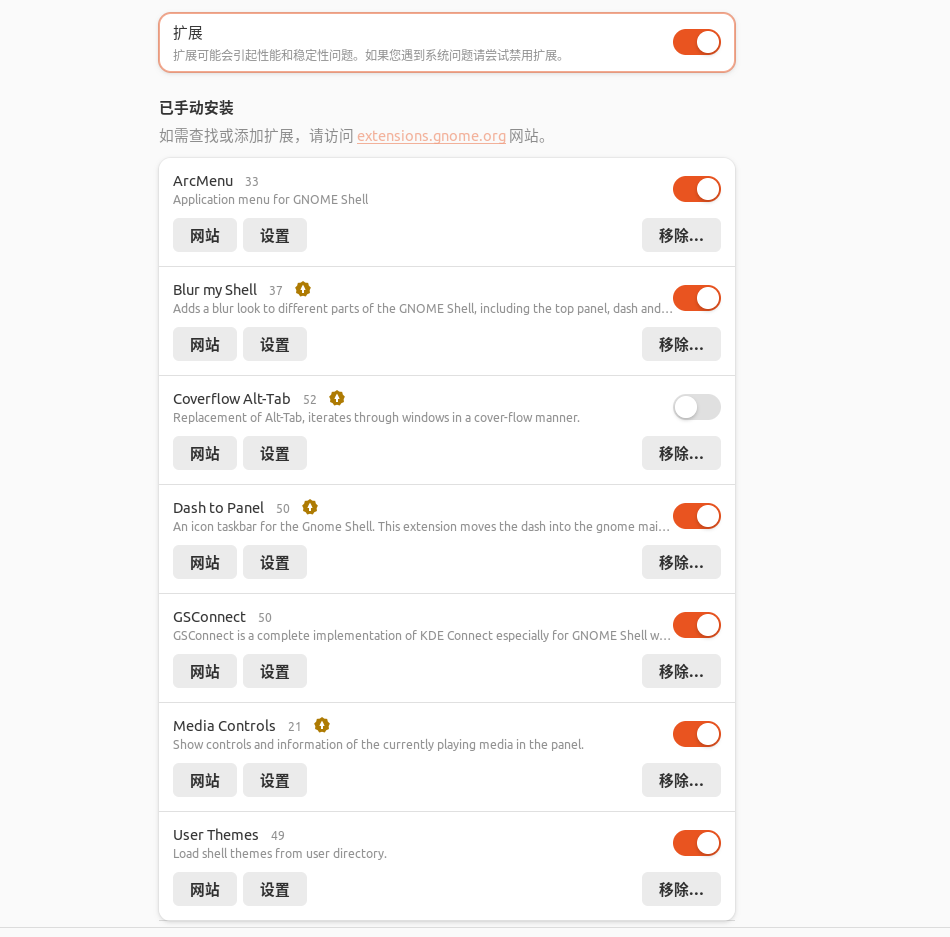 扩展
扩展可能会引起性能和稳定性问题。如果您遇到系统问题请尝试禁用扩展。
已手动安装
如需查找或添加扩展，请访问 extensions.gnome.org 网站。
ArcMenu 33
Application menu for GNOME Shell
网站 设置 移除…
Blur my Shell 37
Adds a blur look to different parts of the GNOME Shell, including the top panel, dash and…
网站 设置 移除…
Coverflow Alt-Tab 52
Replacement of Alt-Tab, iterates through windows in a cover-flow manner.
网站 设置 移除…
Dash to Panel 50
An icon taskbar for the Gnome Shell. This extension moves the dash into the gnome mai…
网站 设置 移除…
GSConnect 50
GSConnect is a complete implementation of KDE Connect especially for GNOME Shell w…
网站 设置 移除…
Media Controls 21
Show controls and information of the currently playing media in the panel.
网站 设置 移除…
User Themes 49
Load shell themes from user directory.
网站 设置 移除…